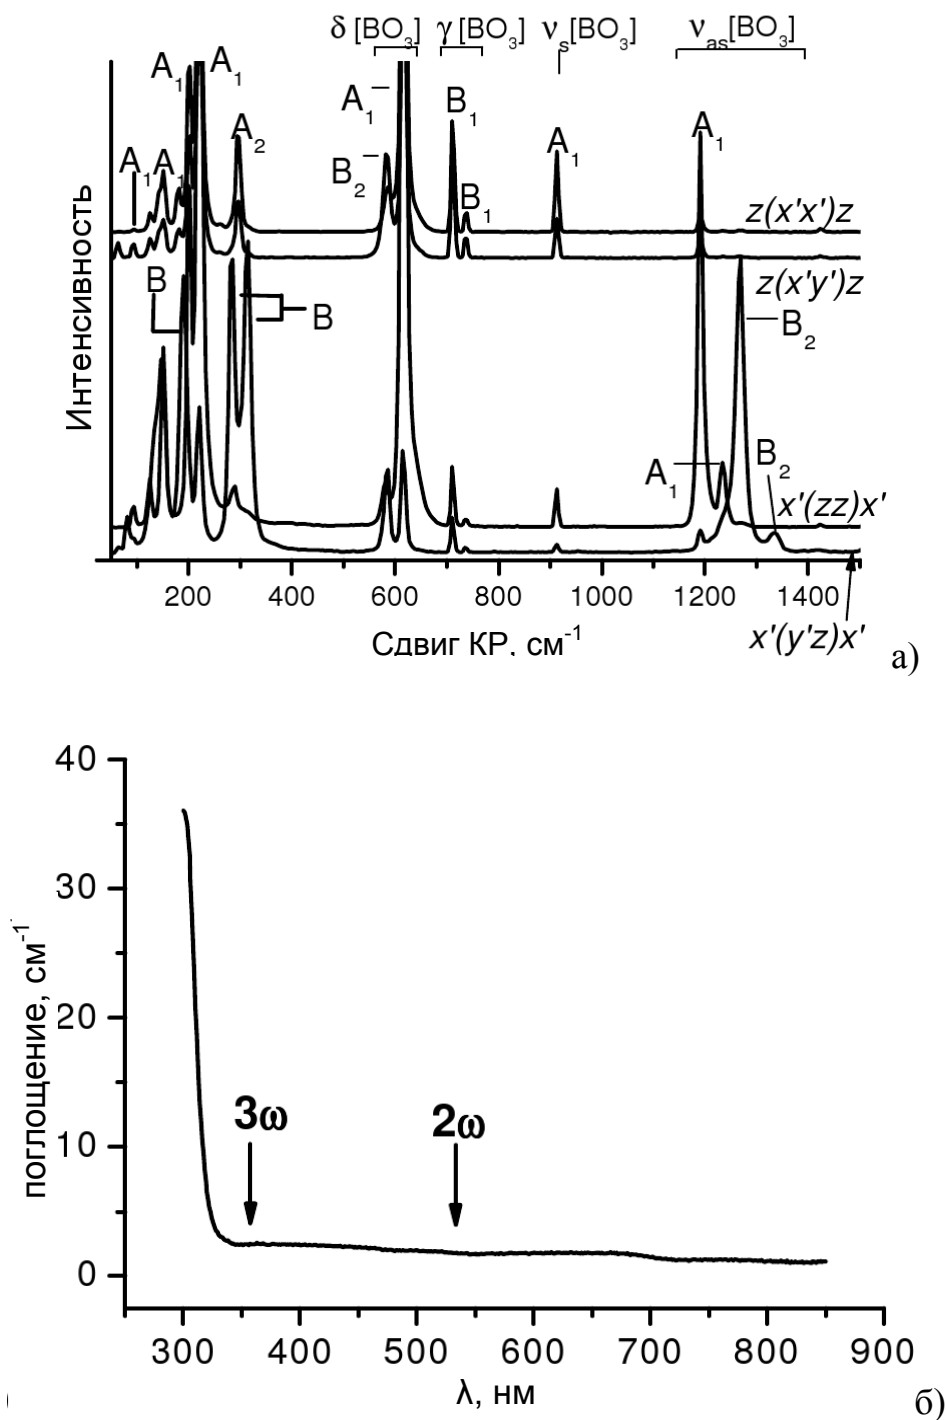 δ [BO3] γ [BO3] νs[BO3] νas[BO3]
A1 A1
A1– B1
A2 A1 A1
A1 A1
B2– B1
z(x'x')z
z(x'y')z
B B B2
B2
A1
x'(zz)x'
Интенсивность
200 400 600 800 1000 1200 1400
Сдвиг КР, см-1
x'(y'z)x'
а)
40
30
20
10
0
3ω 2ω
поглощение, см-1
300 400 500 600 700 800 900
λ, нм
б)